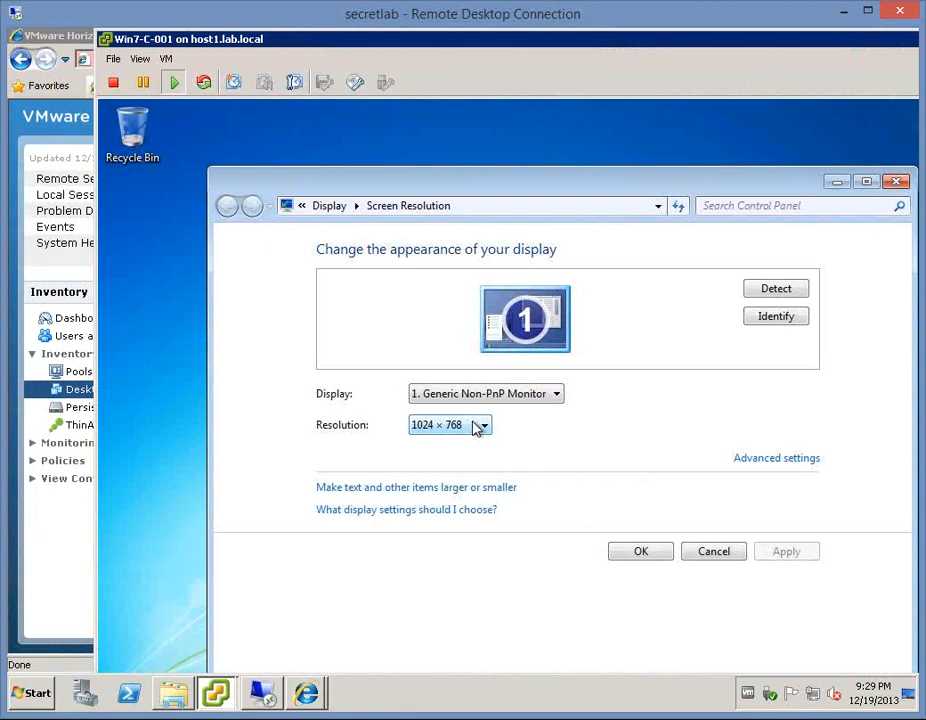 secretlab - Remote Desktop Connection
VMware Horiz
Win7-C-001 on host1.lab.local
File View VM
Favorites
VMware
Recycle Bin
Updated 12/
Remote Se
Local Sess
Problem D
Events
System He
Display Screen Resolution
Search Control Panel
Change the appearance of your display
1
Detect
Identify
Inventory
Dashbo
Users a
Inventory
Pools
Deskt
Persis
ThinA
Monitorin
Policies
View Con
Display: 1. Generic Non-PnP Monitor
Resolution: 1024 × 768
Advanced settings
Make text and other items larger or smaller
What display settings should I choose?
OK Cancel Apply
Done
Start
9:29 PM
12/19/2013